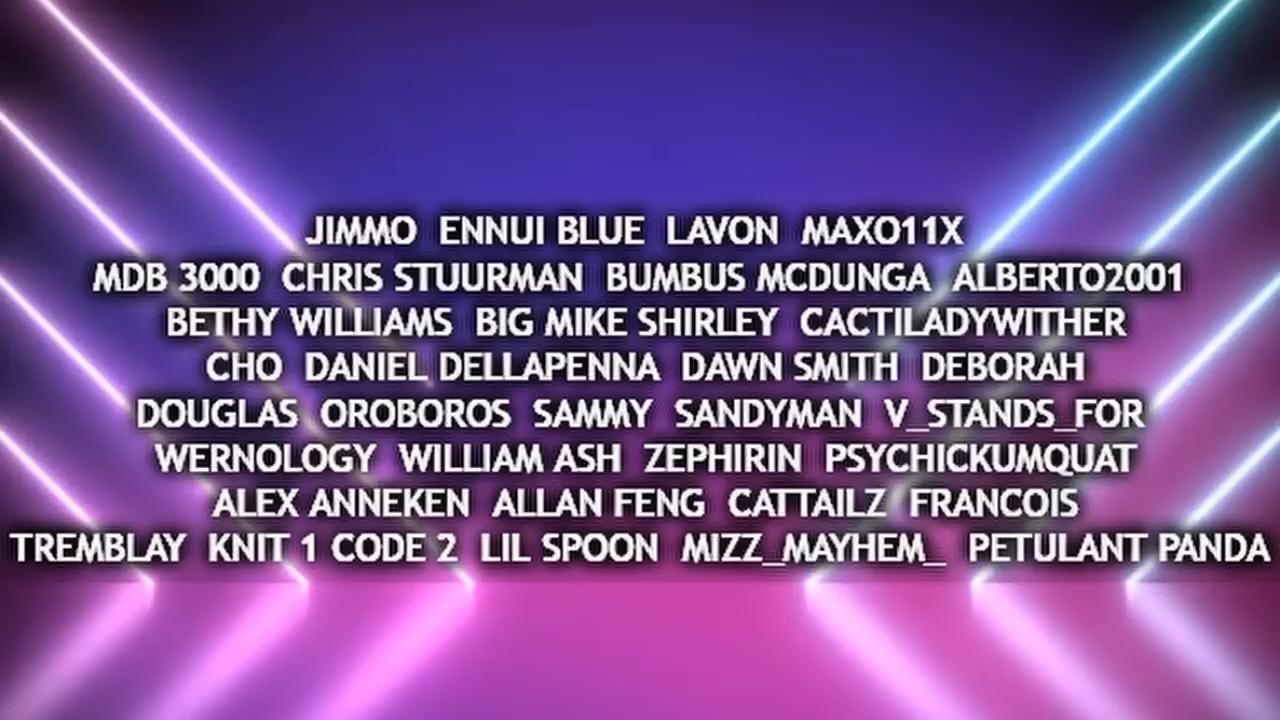 JIMMO ENNUI BLUE LAVON MAXO11X
MDB 3000 CHRIS STUURMAN BUMBUS MCDUNGA ALBERTO2001
BETHY WILLIAMS BIG MIKE SHIRLEY CACTILADYWITHER
CHO DANIEL DELLAPENNA DAWN SMITH DEBORAH
DOUGLAS OROBOROS SAMMY SANDYMAN V_STANDS_FOR
WERNOLOGY WILLIAM ASH ZEPHIRIN PSYCHICKUMQUAT
ALEX ANNEKEN ALLAN FENG CATTAILZ FRANCOIS
TREMBLAY KNIT 1 CODE 2 LIL SPOON MIZZ_MAYHEM_ PETULANT PANDA